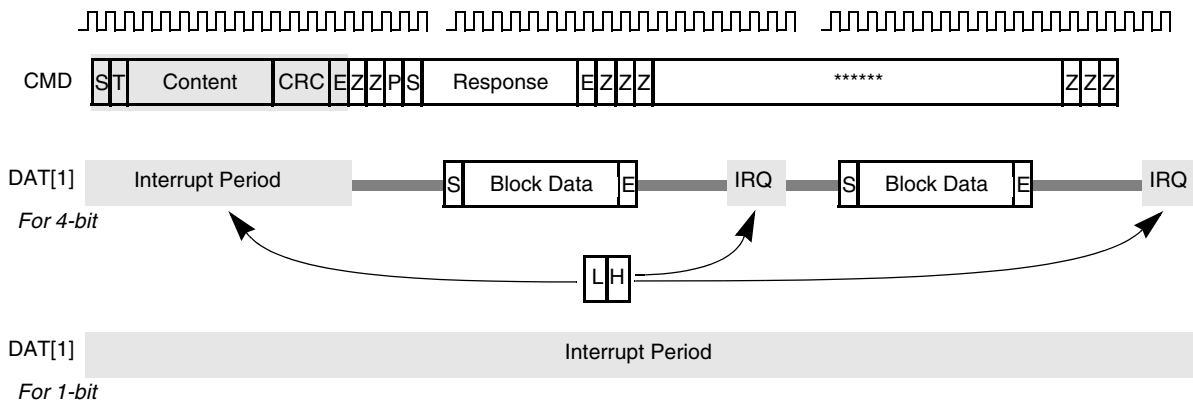 CMD S T Content CRC E Z Z P S Response E Z Z Z ****** Z Z Z
DAT[1] Interrupt Period S Block Data E IRQ S Block Data E IRQ
For 4-bit
L H
DAT[1] Interrupt Period
For 1-bit